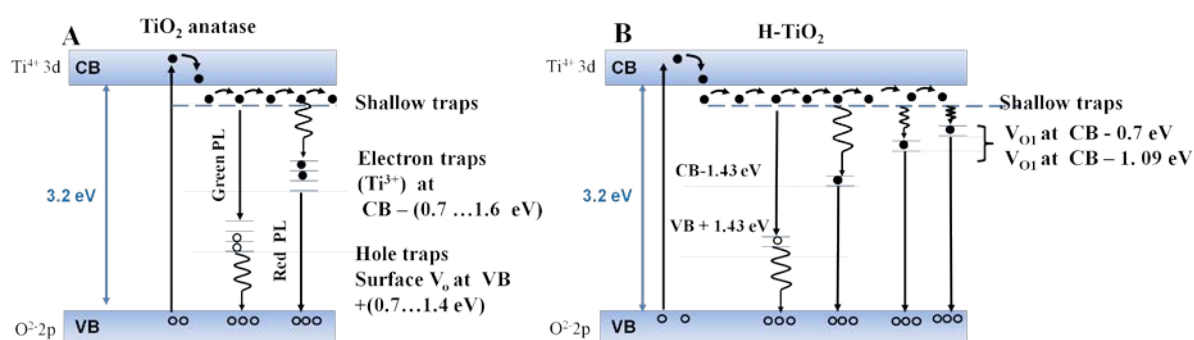 A
TiO₂ anatase
Ti⁴⁺ 3d
CB
Shallow traps
Green PL
Electron traps
(Ti³⁺) at
CB – (0.7 …1.6 eV)
3.2 eV
Red PL
Hole traps
Surface Vₒ at VB
+(0.7…1.4 eV)
O²⁻2p
VB
B
H-TiO₂
Ti⁴⁺ 3d
CB
Shallow traps
V_O1 at CB - 0.7 eV
V_O1 at CB – 1.09 eV
CB-1.43 eV
3.2 eV
VB + 1.43 eV
O²⁻2p
VB